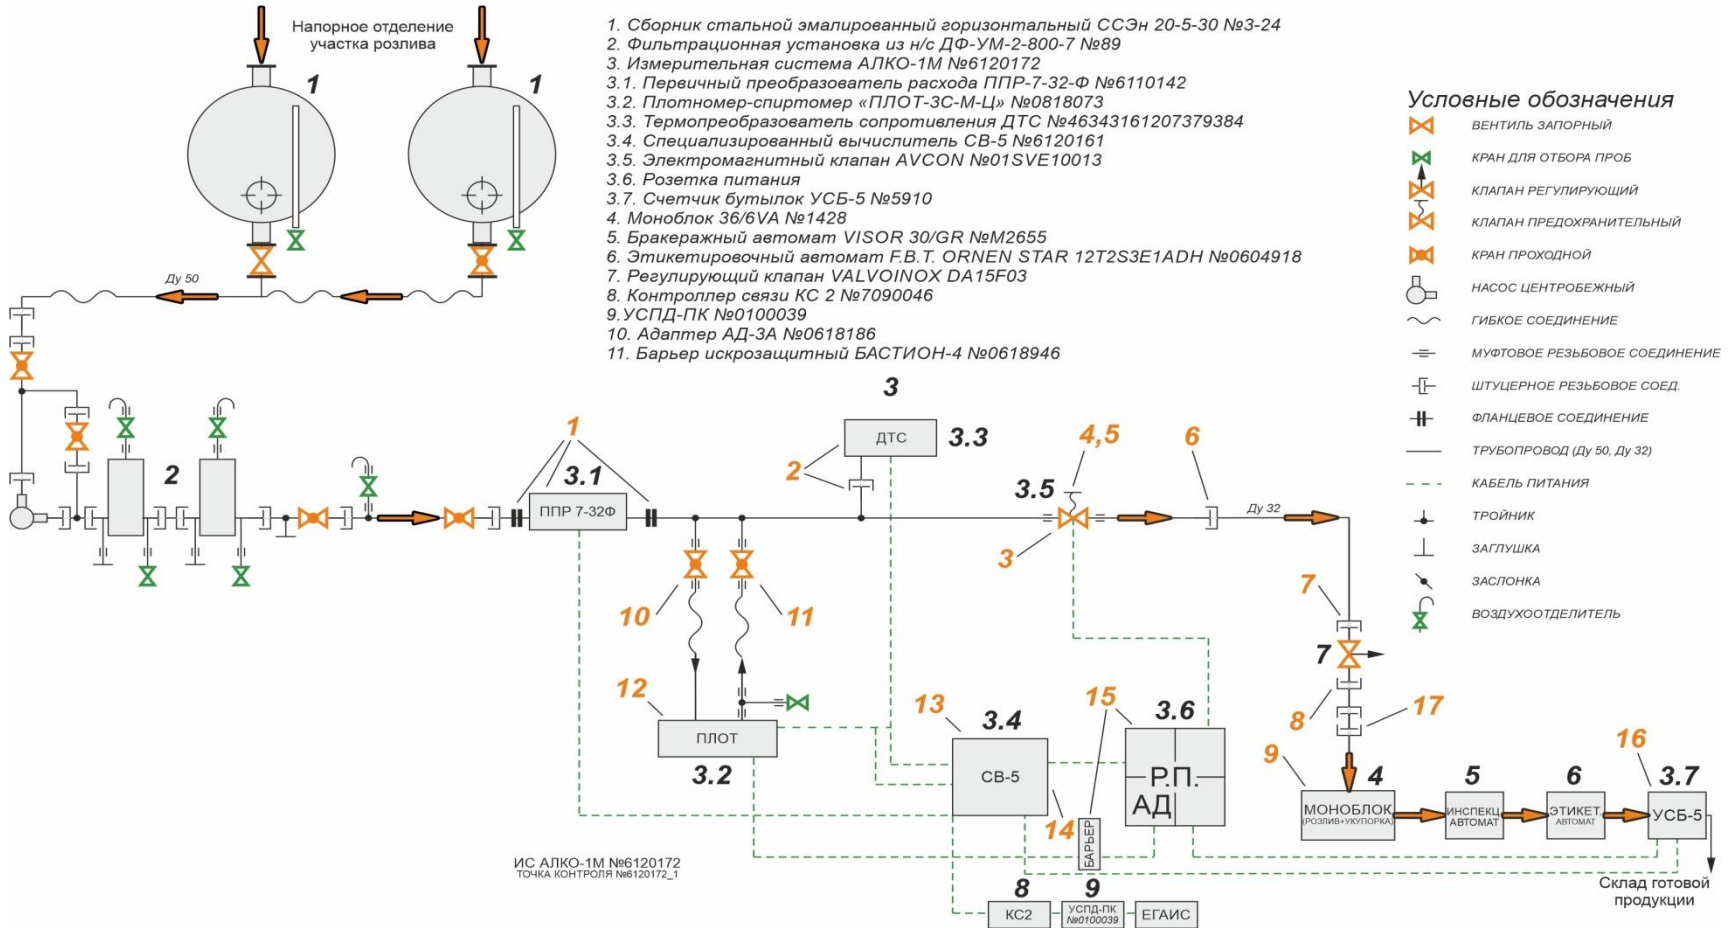 Напорное отделение
участка розлива
1
1
1. Сборник стальной эмалированный горизонтальный ССЭн 20-5-30 №3-24
2. Фильтрационная установка из н/с ДФ-УМ-2-800-7 №89
3. Измерительная система АЛКО-1М №6120172
3.1. Первичный преобразователь расхода ППР-7-32-Ф №6110142
3.2. Плотномер-спиртомер «ПЛОТ-3С-М-Ц» №0818073
3.3. Термопреобразователь сопротивления ДТС №46343161207379384
3.4. Специализированный вычислитель СВ-5 №6120161
3.5. Электромагнитный клапан AVCON №01SVE10013
3.6. Розетка питания
3.7. Счетчик бутылок УСБ-5 №5910
4. Моноблок 36/6VA №1428
5. Бракеражный автомат VISOR 30/GR №М2655
6. Этикетировочный автомат F.B.T. ORNEN STAR 12T2S3E1ADH №0604918
7. Регулирующий клапан VALVOINOX DA15F03
8. Контроллер связи КС 2 №7090046
9.УСПД-ПК №0100039
10. Адаптер АД-3А №0618186
11. Барьер искрозащитный БАСТИОН-4 №0618946
Условные обозначения
ВЕНТИЛЬ ЗАПОРНЫЙ
КРАН ДЛЯ ОТБОРА ПРОБ
КЛАПАН РЕГУЛИРУЮЩИЙ
КЛАПАН ПРЕДОХРАНИТЕЛЬНЫЙ
КРАН ПРОХОДНОЙ
НАСОС ЦЕНТРОБЕЖНЫЙ
ГИБКОЕ СОЕДИНЕНИЕ
МУФТОВОЕ РЕЗЬБОВОЕ СОЕДИНЕНИЕ
ШТУЦЕРНОЕ РЕЗЬБОВОЕ СОЕД.
ФЛАНЦЕВОЕ СОЕДИНЕНИЕ
ТРУБОПРОВОД (Ду 50, Ду 32)
КАБЕЛЬ ПИТАНИЯ
ТРОЙНИК
ЗАГЛУШКА
ЗАСЛОНКА
ВОЗДУХООТДЕЛИТЕЛЬ
Ду 50
3
1
2
ДТС
3.3
4,5
6
2
3.1
3.5
ППР 7-32Ф
Ду 32
3
7
10
11
7
12
13
3.4
15
3.6
8
17
ПЛОТ
3.2
СВ-5
Р.П.
АД
9
4
5
6
16
3.7
МОНОБЛОК
(РОЗЛИВ+УКУПОРКА)
ИНСПЕКЦ.
АВТОМАТ
ЭТИКЕТ.
АВТОМАТ
УСБ-5
14
БАРЬЕР
ИС АЛКО-1М №6120172
ТОЧКА КОНТРОЛЯ №6120172_1
8
9
КС2
УСПД-ПК
№0100039
ЕГАИС
Склад готовой
продукции